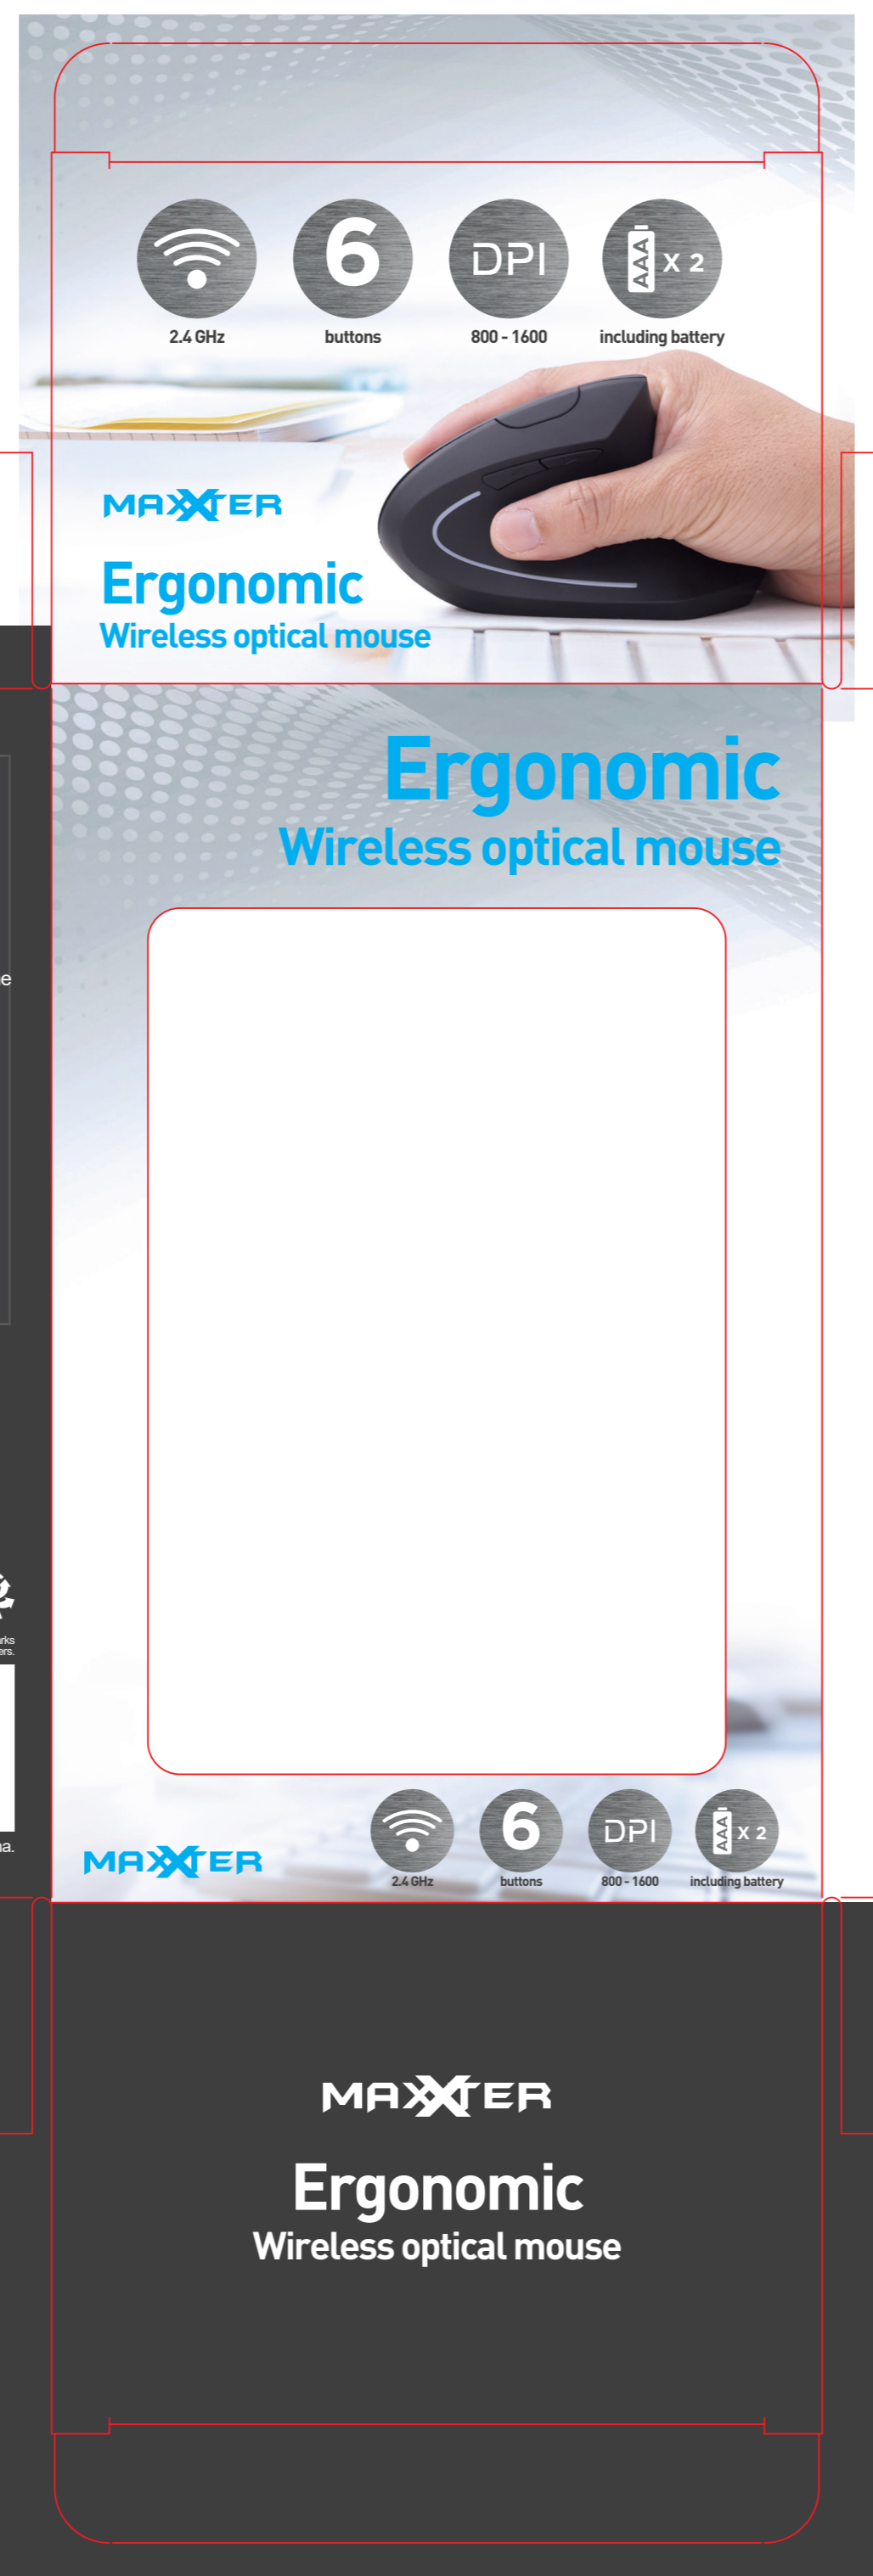 6
DPI
AAA x 2
2.4 GHz
buttons
800 - 1600
including battery
MAXXTER
Ergonomic
Wireless optical mouse
Ergonomic
Wireless optical mouse
6
DPI
AAA x 2
2.4 GHz
buttons
800 - 1600
including battery
MAXXTER
MAXXTER
Ergonomic
Wireless optical mouse